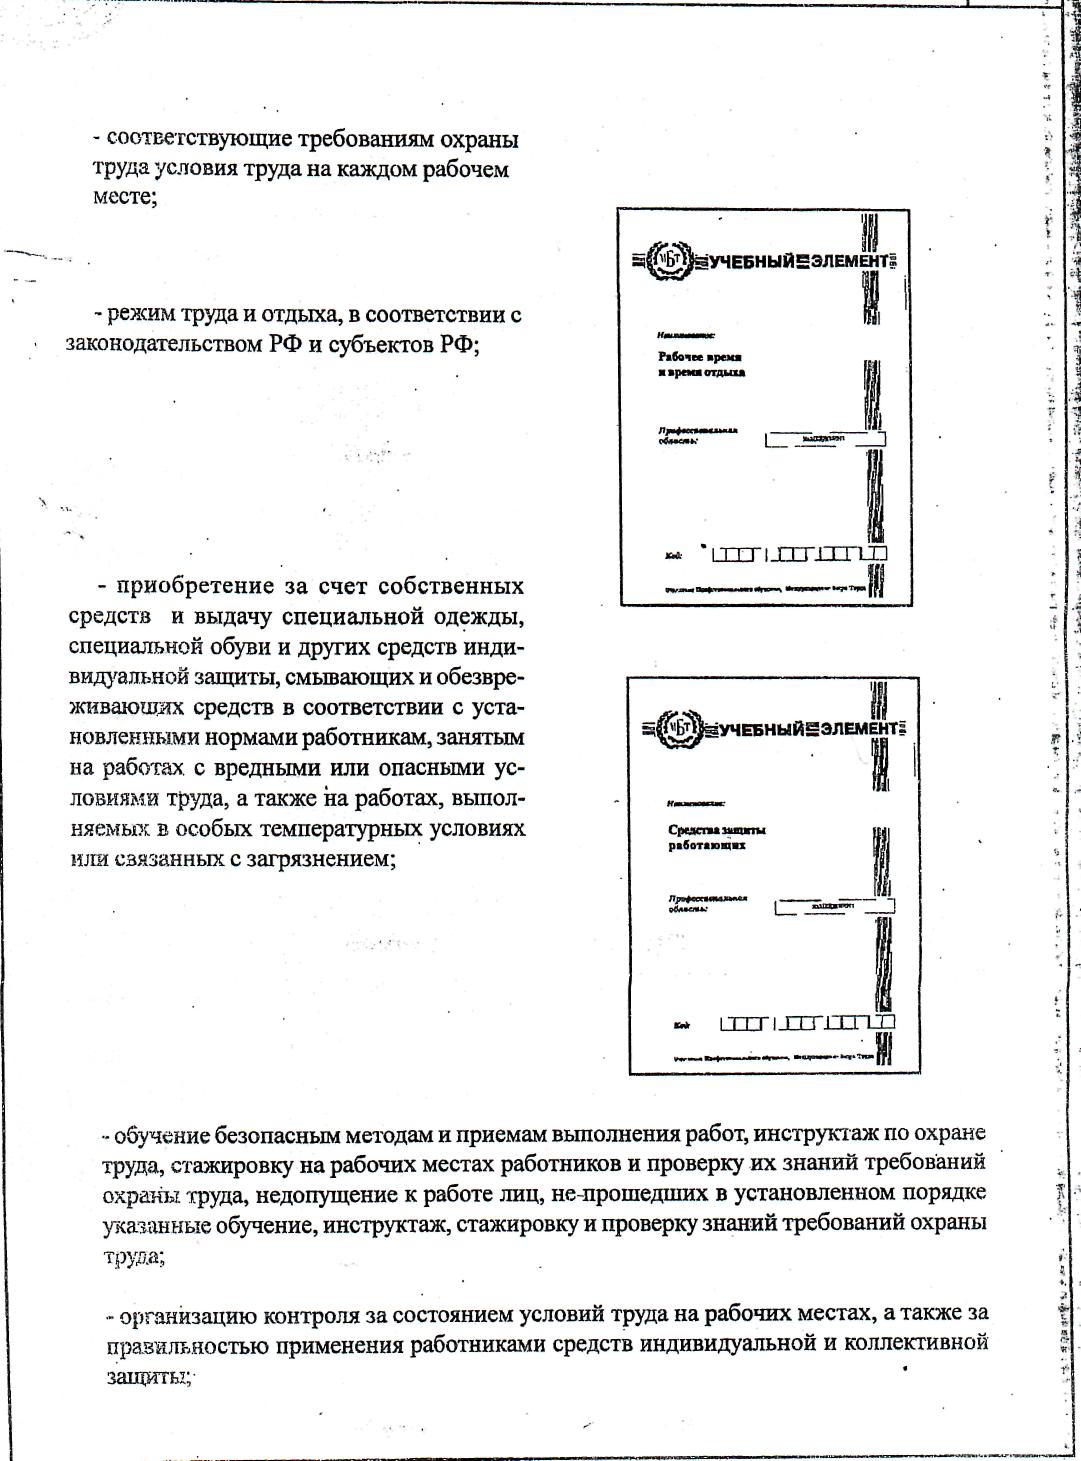 - соответствующие требованиям охраны
труда условия труда на каждом рабочем
месте;
- режим труда и отдыха, в соответствии с
законодательством РФ и субъектов РФ;
МБТ УЧЕБНЫЙ ЭЛЕМЕНТ
Наименование:
Рабочее время
и время отдыха
Профессиональная
область:
Код:
- приобретение за счет собственных
средств и выдачу специальной одежды,
специальной обуви и других средств инди-
видуальной защиты, смывающих и обезвре-
живающих средств в соответствии с уста-
новленными нормами работникам, занятым
на работах с вредными или опасными ус-
ловиями труда, а также на работах, выпол-
няемых в особых температурных условиях
или связанных с загрязнением;
МБТ УЧЕБНЫЙ ЭЛЕМЕНТ
Наименование:
Средства защиты
работающих
Профессиональная
область:
Код:
- обучение безопасным методам и приемам выполнения работ, инструктаж по охране
труда, стажировку на рабочих местах работников и проверку их знаний требований
охраны труда, недопущение к работе лиц, не-прошедших в установленном порядке
указанные обучение, инструктаж, стажировку и проверку знаний требований охраны
труда;
- организацию контроля за состоянием условий труда на рабочих местах, а также за
правильностью применения работниками средств индивидуальной и коллективной
защиты;